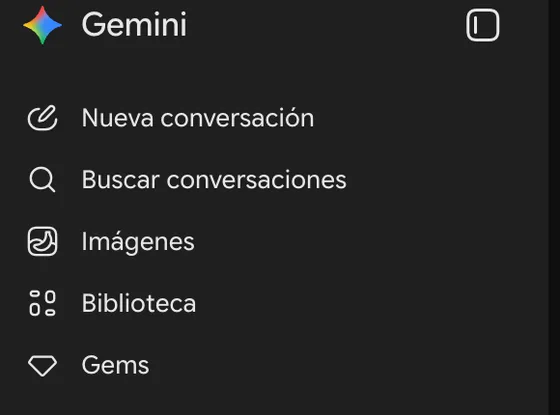 Gemini
Nueva conversación
Buscar conversaciones
Imágenes
Biblioteca
Gems